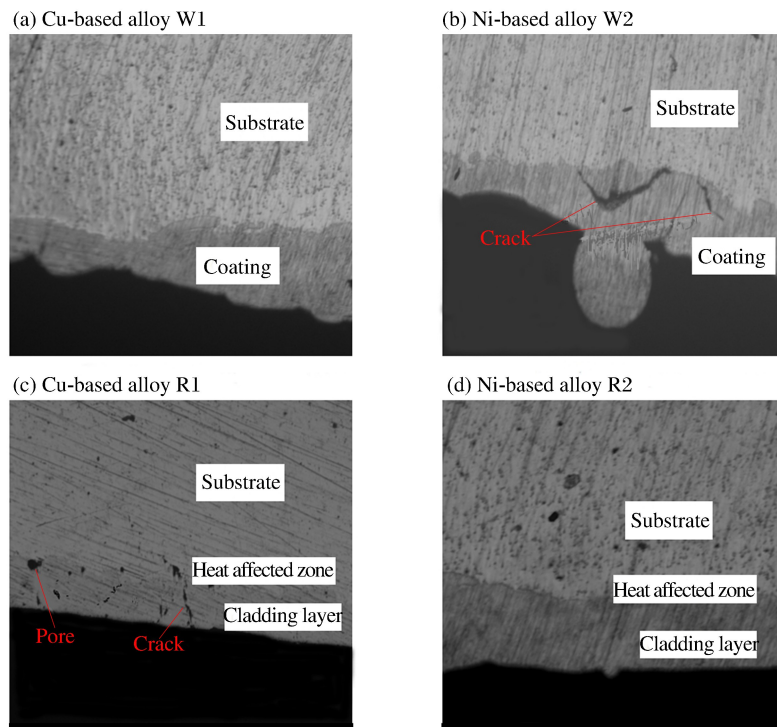 (a) Cu-based alloy W1
Substrate
Coating
(b) Ni-based alloy W2
Substrate
Crack
Coating
(c) Cu-based alloy R1
Substrate
Heat affected zone
Cladding layer
Pore
Crack
(d) Ni-based alloy R2
Substrate
Heat affected zone
Cladding layer